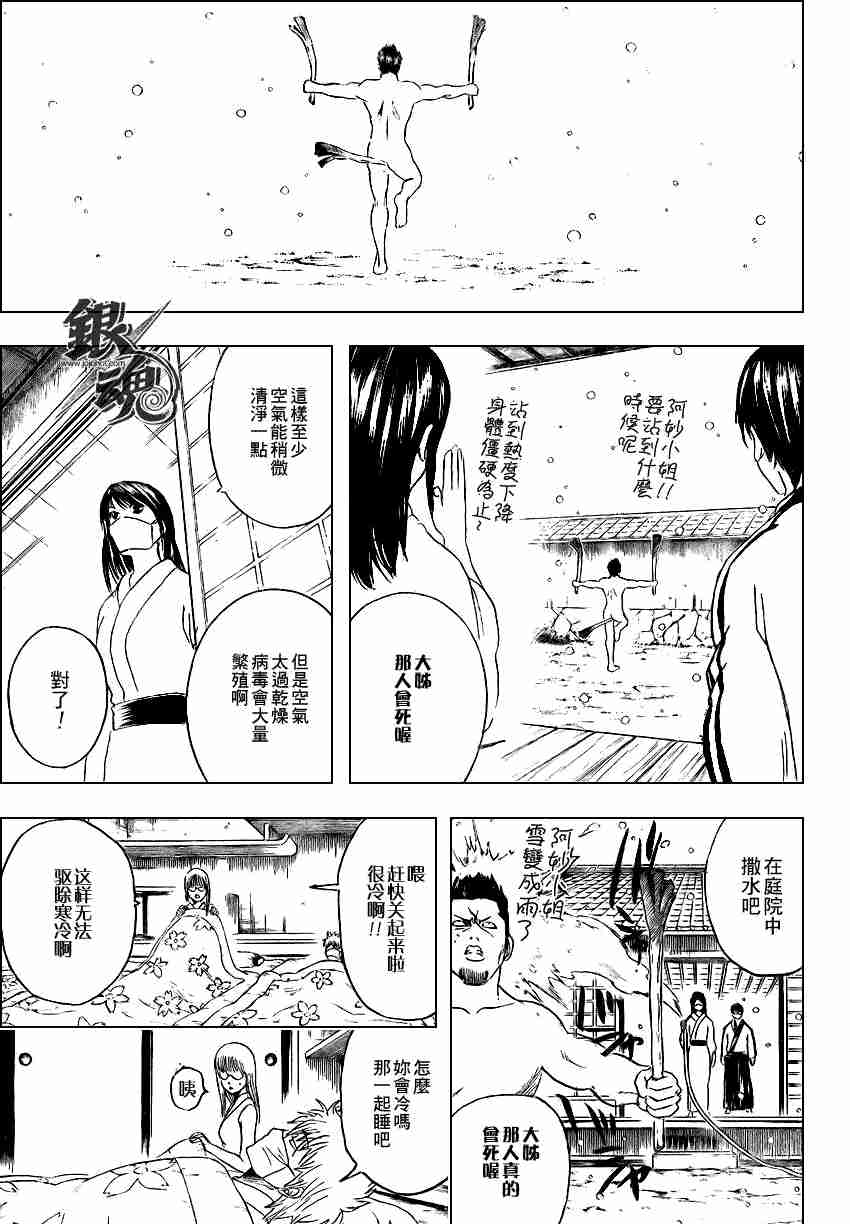 銀魂
www.jojohot.com
阿妙小姐!!
要站到什麼
時候呢
站到熱度下降
身體僵硬為止~
大姊
那人會死喔
這樣至少
空氣能稍微
清淨一點
但是空氣
太過乾燥
病毒會大量
繁殖啊
對了!
在庭院中
撒水吧
阿妙小姐
雪變成雨了
大姊
那人真的
會死喔
喂
赶快关起来啦
很冷啊!!
这样无法
驱除寒冷啊
怎麼
妳會冷嗎
那一起睡吧
咦